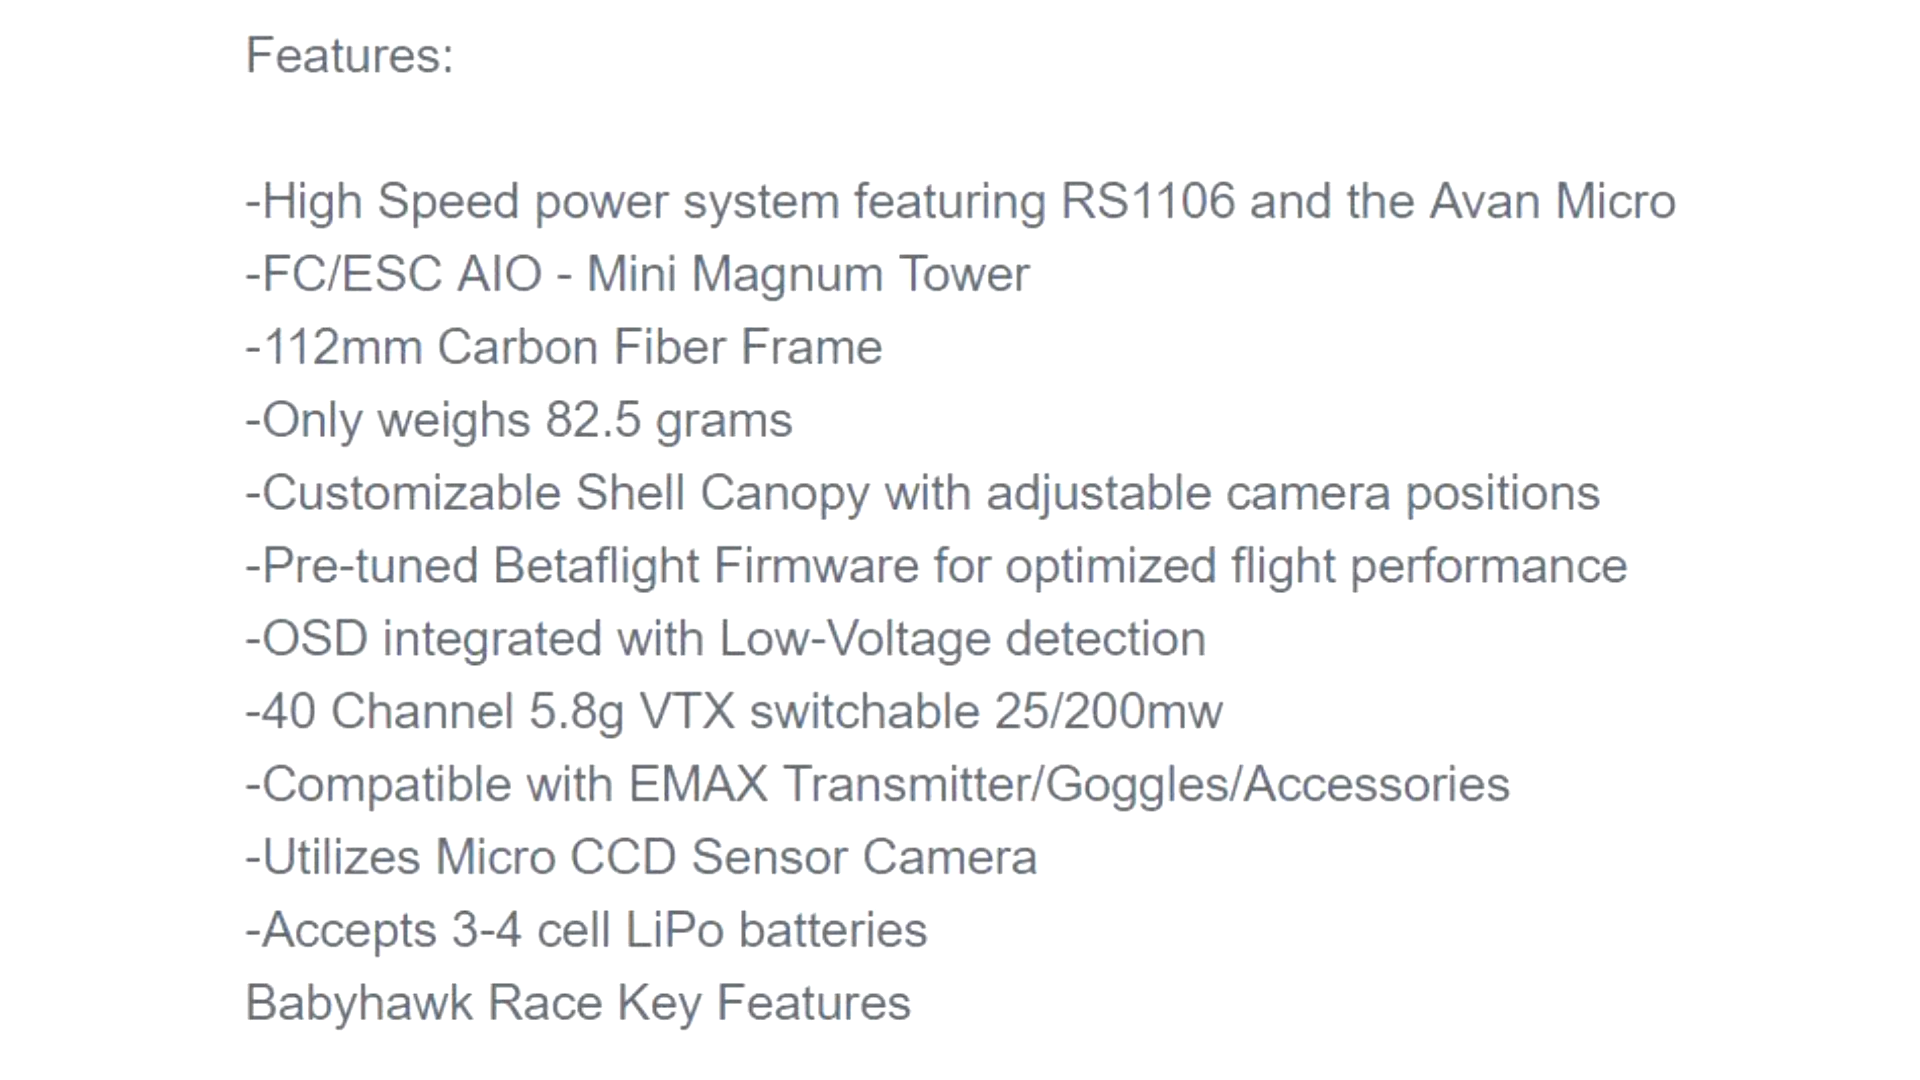 Features:
-High Speed power system featuring RS1106 and the Avan Micro
-FC/ESC AIO - Mini Magnum Tower
-112mm Carbon Fiber Frame
-Only weighs 82.5 grams
-Customizable Shell Canopy with adjustable camera positions
-Pre-tuned Betaflight Firmware for optimized flight performance
-OSD integrated with Low-Voltage detection
-40 Channel 5.8g VTX switchable 25/200mw
-Compatible with EMAX Transmitter/Goggles/Accessories
-Utilizes Micro CCD Sensor Camera
-Accepts 3-4 cell LiPo batteries
Babyhawk Race Key Features